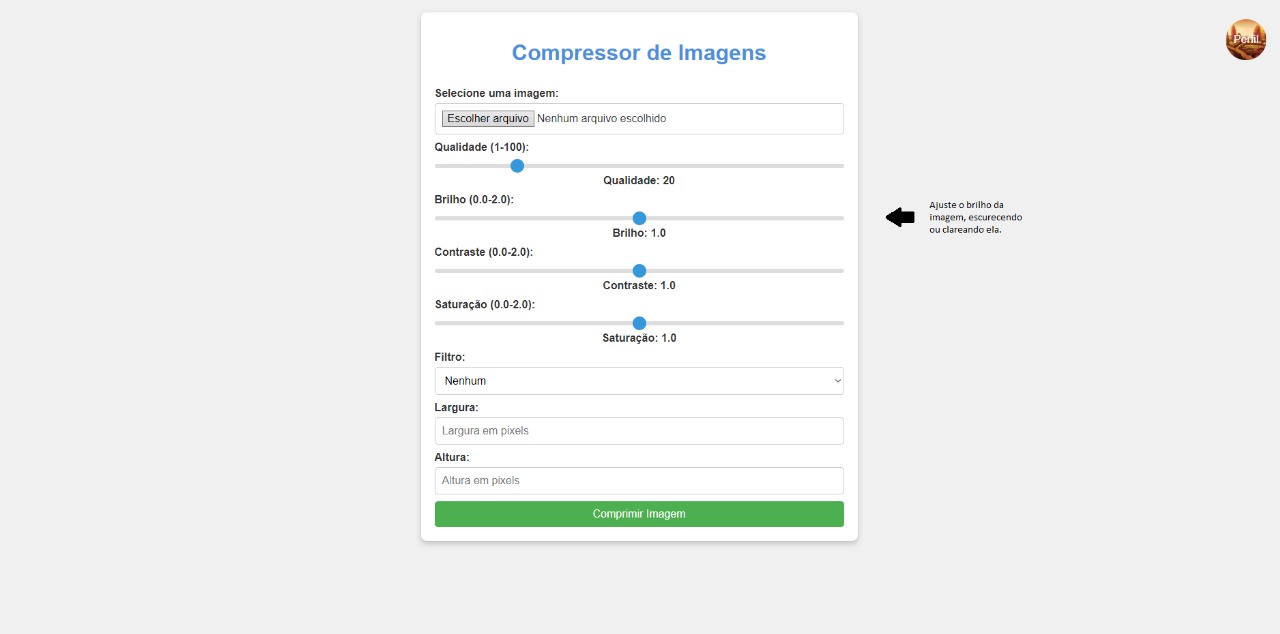 Compressor de Imagens
Perfil
Selecione uma imagem:
Escolher arquivo Nenhum arquivo escolhido
Qualidade (1-100):
Qualidade: 20
Brilho (0.0-2.0):
Brilho: 1.0
Ajuste o brilho da
imagem, escurecendo
ou clareando ela.
Contraste (0.0-2.0):
Contraste: 1.0
Saturação (0.0-2.0):
Saturação: 1.0
Filtro:
Nenhum
Largura:
Largura em pixels
Altura:
Altura em pixels
Comprimir Imagem